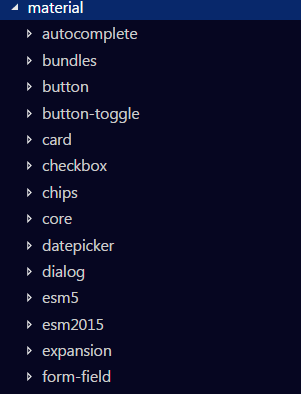 material
autocomplete
bundles
button
button-toggle
card
checkbox
chips
core
datepicker
dialog
esm5
esm2015
expansion
form-field